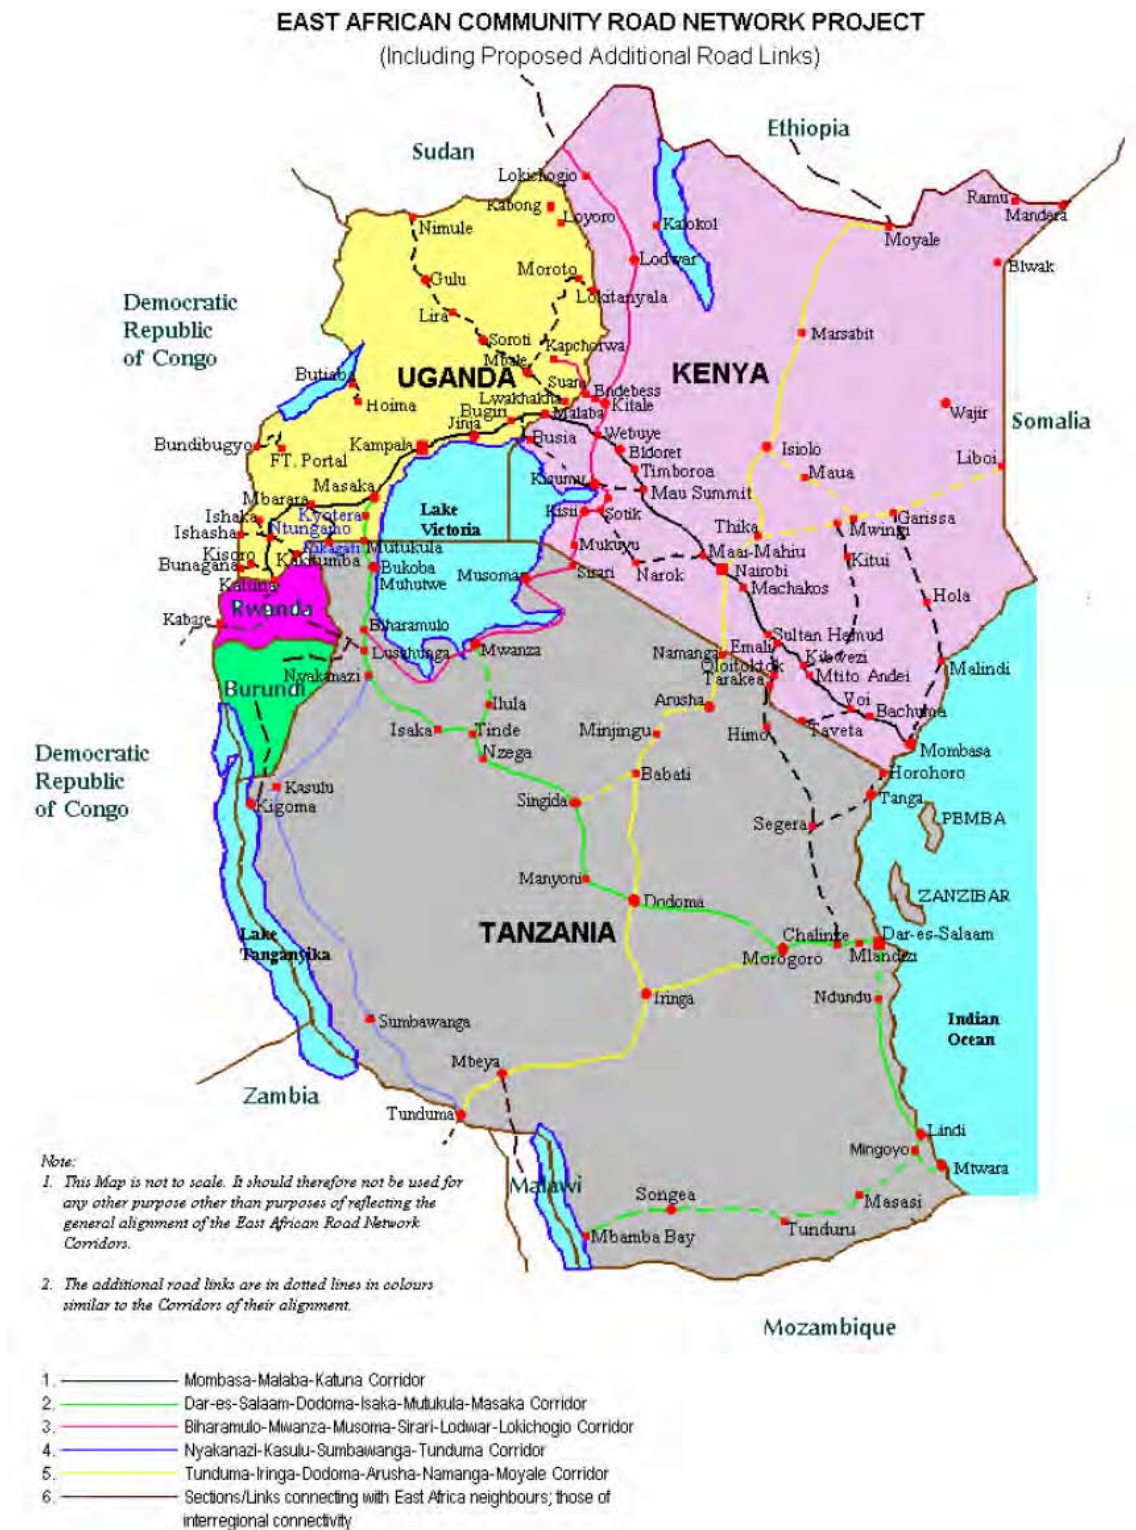 EAST AFRICAN COMMUNITY ROAD NETWORK PROJECT
(Including Proposed Additional Road Links)
Ethiopia
Sudan
Lokichogio
Ramu
Kabong
Mandera
Loyoro
Nimule
Kalokol
Moyale
Lodwar
Blwak
Moroto
Gulu
Lokitanyala
Democratic
Republic
of Congo
Lira
Marsabit
Soroti
Kapchorwa
Mbale
UGANDA
KENYA
Butiaba
Suam
Endebess
Hoima
Lwakhakha
Kitale
Wajir
Bugiri
Malaba
Somalia
Jinja
Webuye
Bundibugyo
Kampala
Busia
Isiolo
Bldoret
FT. Portal
Timboroa
Liboi
Maua
Masaka
Kisumu
Mau Summit
Mbarara
Lake
Victoria
Kisii
Sotik
Ishaka
Kyotera
Garissa
Ntungamo
Thika
Mwingi
Ishasha
Kikagati
Mutukula
Mukuyu
Kisoro
Kakitumba
Maai-Mahiu
Kitui
Bunagana
Bukoba
Sirari
Narok
Nairobi
Musoma
Katuna
Muhutwe
Machakos
Rwanda
Hola
Kabare
Biharamulo
Sultan Hamud
Lusahunga
Mwanza
Namanga
Emali
Kibwezi
Oloitoktok
Malindi
Nyakanazi
Tarakea
Mtito Andei
Burundi
Ilula
Arusha
Voi
Bachuma
Isaka
Tinde
Minjingu
Himo
Taveta
Mombasa
Democratic
Republic
of Congo
Nzega
Babati
Horohoro
Kasulu
Kigoma
Singida
Tanga
PBMBA
Segera
Manyoni
Dodoma
ZANZIBAR
TANZANIA
Lake
Tanganyika
Chalinze
Dar-es-Salaam
Morogoro
Mlandizi
Iringa
Ndundu
Indian
Ocean
Sumbawanga
Mbeya
Zambia
Tunduma
Lindi
Mingoyo
Mtwara
Malawi
Songea
Masasi
Tunduru
Mbamba Bay
Mozambique
Note:
1. This Map is not to scale. It should therefore not be used for
any other purpose other than purposes of reflecting the
general alignment of the East African Road Network
Corridors.
2. The additional road links are in dotted lines in colours
similar to the Corridors of their alignment.
1. Mombasa-Malaba-Katuna Corridor
2. Dar-es-Salaam-Dodoma-Isaka-Mutukula-Masaka Corridor
3. Biharamulo-Mwanza-Musoma-Sirari-Lodwar-Lokichogio Corridor
4. Nyakanazi-Kasulu-Sumbawanga-Tunduma Corridor
5. Tunduma-Iringa-Dodoma-Arusha-Namanga-Moyale Corridor
6. Sections/Links connecting with East Africa neighbours; those of
interregional connectivity